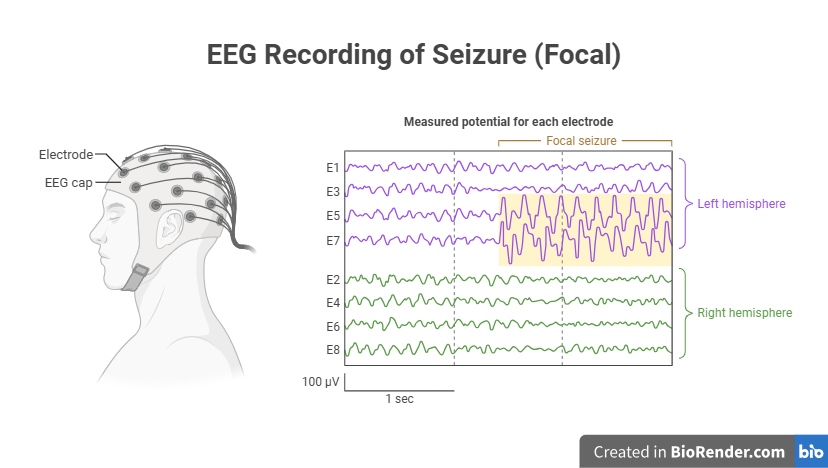 EEG Recording of Seizure (Focal)
Electrode
EEG cap
Measured potential for each electrode
Focal seizure
E1
E3
E5
E7
E2
E4
E6
E8
Left hemisphere
Right hemisphere
100 µV
1 sec
Created in BioRender.com bio